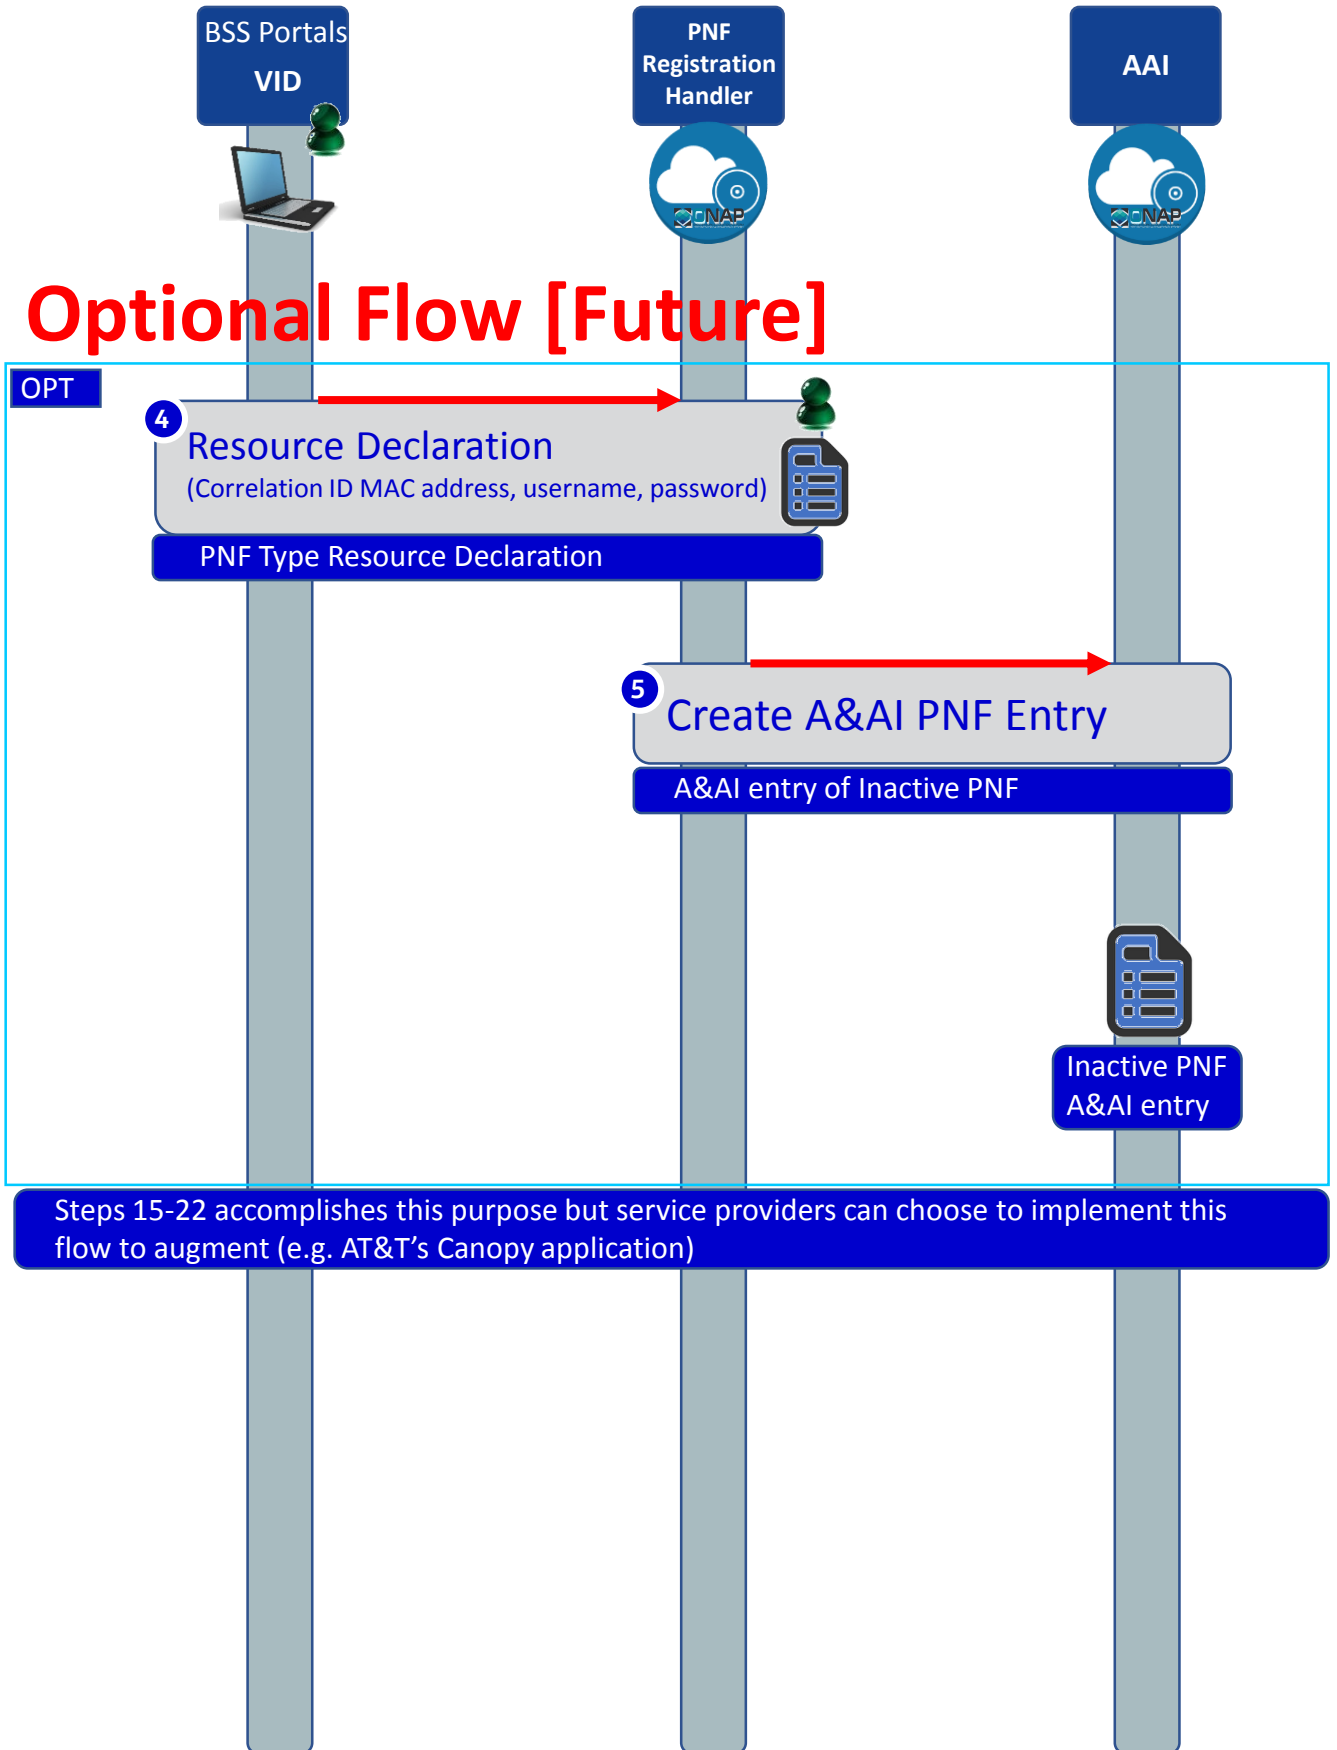 BSS Portals
VID
PNF
Registration
Handler
AAI
ONAP
ONAP
Optional Flow [Future]
OPT
4
Resource Declaration
(Correlation ID MAC address, username, password)
PNF Type Resource Declaration
5
Create A&AI PNF Entry
A&AI entry of Inactive PNF
Inactive PNF
A&AI entry
Steps 15-22 accomplishes this purpose but service providers can choose to implement this
flow to augment (e.g. AT&T’s Canopy application)